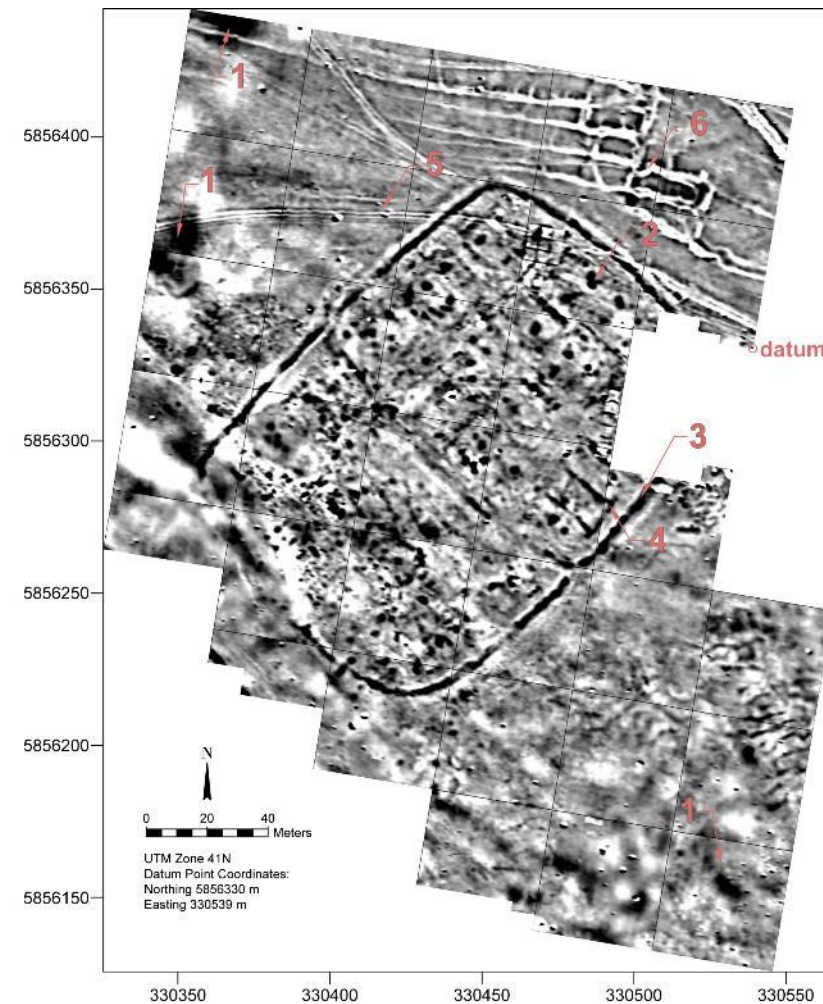 1
6
5
1
2
5856400
5856350
datum
3
5856300
4
5856250
5856200
N
0 20 40
Meters
1
UTM Zone 41N
Datum Point Coordinates:
Northing 5856330 m
Easting 330539 m
5856150
330350 330400 330450 330500 330550